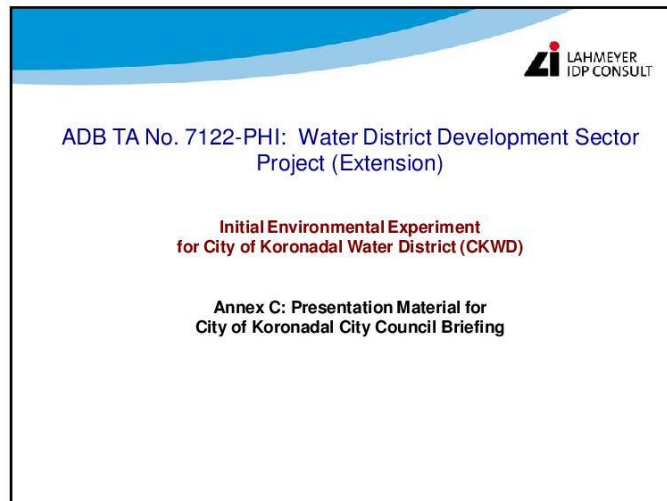 LAHMEYER
IDP CONSULT
ADB TA No. 7122-PHI: Water District Development Sector
Project (Extension)
Initial Environmental Experiment
for City of Koronadal Water District (CKWD)
Annex C: Presentation Material for
City of Koronadal City Council Briefing